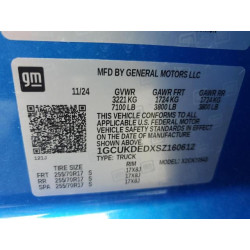 gm
MFD BY GENERAL MOTORS LLC
11/24 GVWR GAWR FRT GAWR RR
3221 KG 1724 KG 1724 KG
7100 LB 3800 LB 3800 LB
THIS VEHICLE CONFORMS TO ALL
APPLICABLE U.S. FEDERAL MOTOR
VEHICLE SAFETY AND THEFT
PREVENTION STANDARDS IN EFFECT
ON THE DATE OF MANUFACTURE
SHOWN ABOVE.
1GCUKDEDXSZ160612
TYPE: TRUCK
TIRE SIZE RIM
FRT 255/70R17 S 17X8J
RR 255/70R17 S 17X8J
SPA 255/70R17 S 17X8J